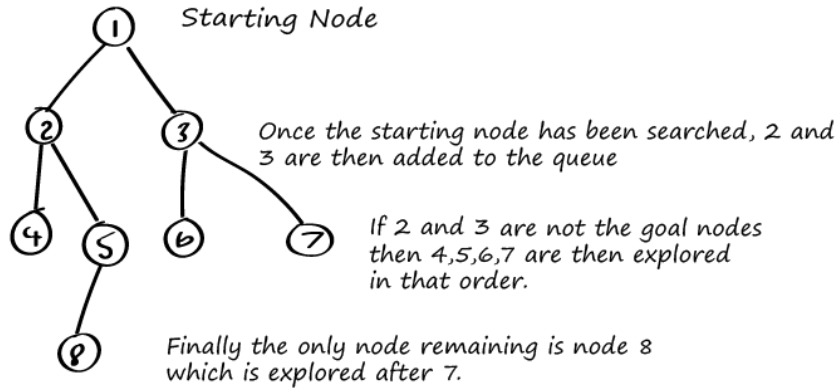 1
Starting Node
2
3
Once the starting node has been searched, 2 and
3 are then added to the queue
4
5
6
7
If 2 and 3 are not the goal nodes
then 4,5,6,7 are then explored
in that order.
8
Finally the only node remaining is node 8
which is explored after 7.